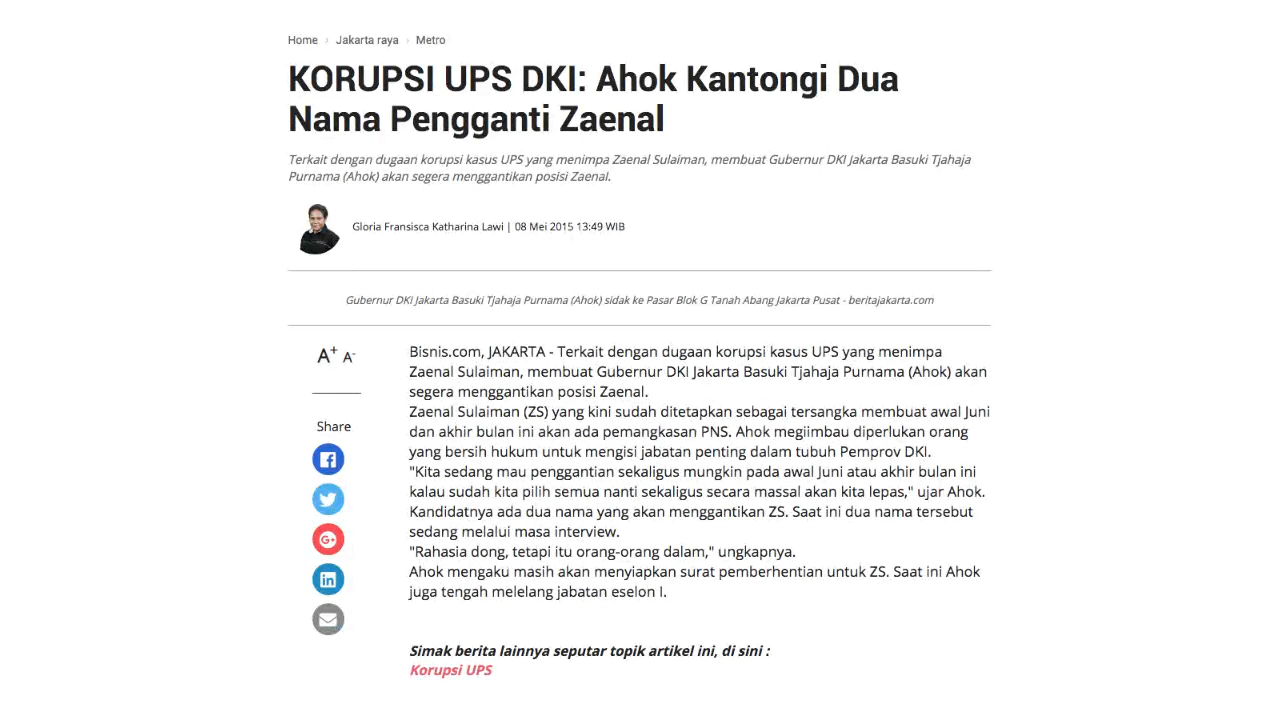 Home › Jakarta raya › Metro
KORUPSI UPS DKI: Ahok Kantongi Dua
Nama Pengganti Zaenal
Terkait dengan dugaan korupsi kasus UPS yang menimpa Zaenal Sulaiman, membuat Gubernur DKI Jakarta Basuki Tjahaja
Purnama (Ahok) akan segera menggantikan posisi Zaenal.
Gloria Fransisca Katharina Lawi | 08 Mei 2015 13:49 WIB
Gubernur DKI Jakarta Basuki Tjahaja Purnama (Ahok) sidak ke Pasar Blok G Tanah Abang Jakarta Pusat - beritajakarta.com
A+ A-
Share
Bisnis.com, JAKARTA - Terkait dengan dugaan korupsi kasus UPS yang menimpa
Zaenal Sulaiman, membuat Gubernur DKI Jakarta Basuki Tjahaja Purnama (Ahok) akan
segera menggantikan posisi Zaenal.
Zaenal Sulaiman (ZS) yang kini sudah ditetapkan sebagai tersangka membuat awal Juni
dan akhir bulan ini akan ada pemangkasan PNS. Ahok megiimbau diperlukan orang
yang bersih hukum untuk mengisi jabatan penting dalam tubuh Pemprov DKI.
"Kita sedang mau penggantian sekaligus mungkin pada awal Juni atau akhir bulan ini
kalau sudah kita pilih semua nanti sekaligus secara massal akan kita lepas," ujar Ahok.
Kandidatnya ada dua nama yang akan menggantikan ZS. Saat ini dua nama tersebut
sedang melalui masa interview.
"Rahasia dong, tetapi itu orang-orang dalam," ungkapnya.
Ahok mengaku masih akan menyiapkan surat pemberhentian untuk ZS. Saat ini Ahok
juga tengah melelang jabatan eselon I.
Simak berita lainnya seputar topik artikel ini, di sini :
Korupsi UPS